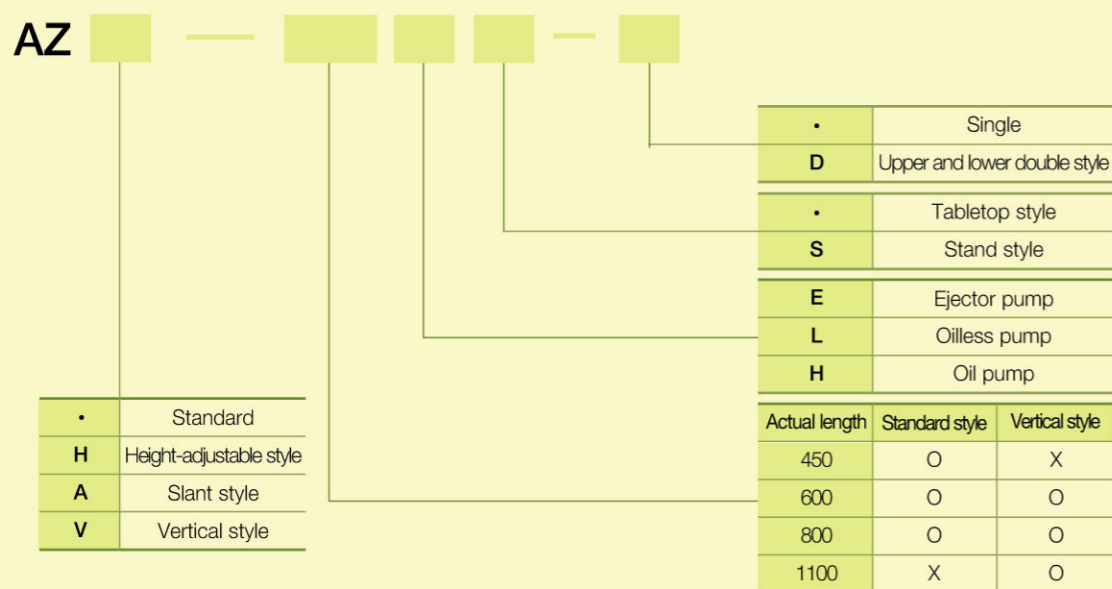 AZ — —
• Single
D Upper and lower double style
• Tabletop style
S Stand style
E Ejector pump
L Oilless pump
H Oil pump
• Standard
H Height-adjustable style
A Slant style
V Vertical style
Actual length Standard style Vertical style
450 O X
600 O O
800 O O
1100 X O